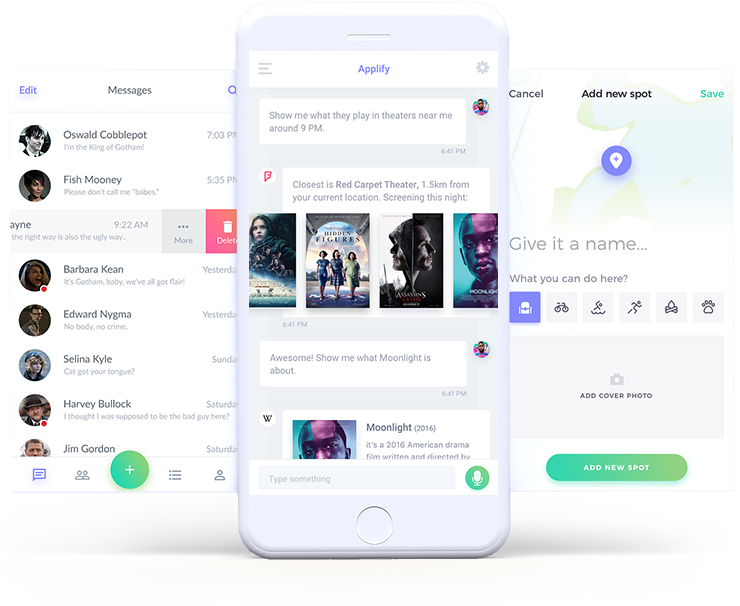 Edit
Messages
Oswald Cobblepot
7:03 PM
I'm the King of Gotham!
Fish Mooney
5:35 PM
Please don't call me "babes."
ayne
9:22 AM
the right way is also the ugly way..
More
Delete
Barbara Kean
Yesterda
It's Gotham, baby, we've all got flair!
Edward Nygma
Yesterda
No body, no crime.
Selina Kyle
Sunda
Cat got your tongue?
Harvey Bullock
Saturda
I thought I was supposed to be the bad guy here?
Jim Gordon
Saturda
Applify
Show me what they play in theaters near me
around 9 PM.
6:41 PM
Closest is Red Carpet Theater, 1.5km from
your current location. Screening this night:
HIDDEN
FIGURES
ASSASSINS
MOONLIGHT
6:41 PM
Awesome! Show me what Moonlight is
about.
6:41 PM
W
Moonlight (2016)
it's a 2016 American drama
film written and directed by
Type something
Cancel
Add new spot
Save
Give it a name...
What you can do here?
ADD COVER PHOTO
ADD NEW SPOT